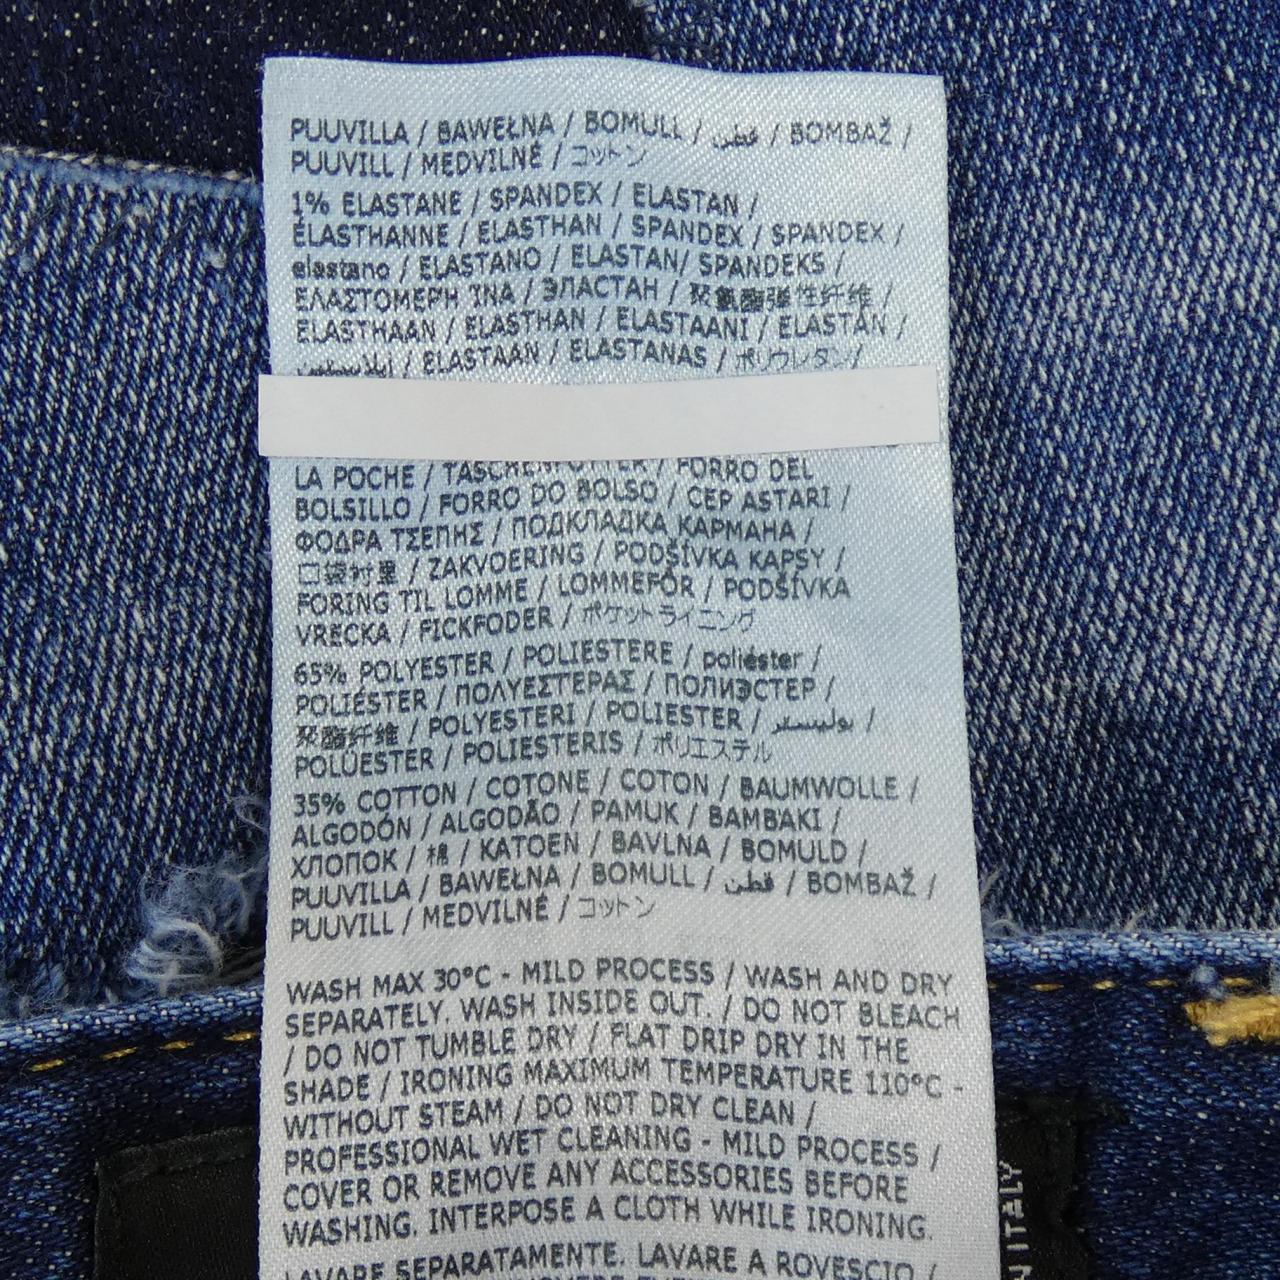 PUUVILLA / BAWEŁNA / BOMULL / قطن / BOMBAŽ /
PUUVILL / MEDVILNÉ / コットン
1% ELASTANE / SPANDEX / ELASTAN /
ÉLASTHANNE / ELASTHAN / SPANDEX / SPANDEX /
elastano / ELASTANO / ELASTAN/ SPANDEKS /
ΕΛΑΣΤΟΜΕΡΗ ΊΝΑ / ЭЛАСТАН / 聚氨酯弹性纤维 /
ELASTHAAN / ELASTHAN / ELASTAANI / ELASTÁN /
/ ELASTAAN / ELASTANAS / ポリウレタン/
LA POCHE / TASCHENFUTTER / FORRO DEL
BOLSILLO / FORRO DO BOLSO / CEP ASTARI /
ΦΟΔΡΑ ΤΣΕΠΗΣ / ПОДКЛАДКА КАРМАНА /
口袋衬里 / ZAKVOERING / PODŠÍVKA KAPSY /
FORING TIL LOMME / LOMMEFÔR / PODŠÍVKA
VRECKA / FICKFODER / ポケットライニング
65% POLYESTER / POLIESTERE / poliéster /
POLIÉSTER / ΠΟΛΥΕΣΤΕΡΑΣ / ПОЛИЭСТЕР /
聚酯纤维 / POLYESTERI / POLIESTER / بوليستر /
POLÜESTER / POLIESTERIS / ポリエステル
35% COTTON / COTONE / COTON / BAUMWOLLE /
ALGODÓN / ALGODÃO / PAMUK / BAMBAKI /
ХЛОПОК / 棉 / KATOEN / BAVLNA / BOMULD /
PUUVILLA / BAWEŁNA / BOMULL / قطن / BOMBAŽ /
PUUVILL / MEDVILNÉ / コットン
WASH MAX 30°C - MILD PROCESS / WASH AND DRY
SEPARATELY. WASH INSIDE OUT. / DO NOT BLEACH
/ DO NOT TUMBLE DRY / FLAT DRIP DRY IN THE
SHADE / IRONING MAXIMUM TEMPERATURE 110°C -
WITHOUT STEAM / DO NOT DRY CLEAN /
PROFESSIONAL WET CLEANING - MILD PROCESS /
COVER OR REMOVE ANY ACCESSORIES BEFORE
WASHING. INTERPOSE A CLOTH WHILE IRONING.
LAVARE SEPARATAMENTE. LAVARE A ROVESCIO
N ITALY